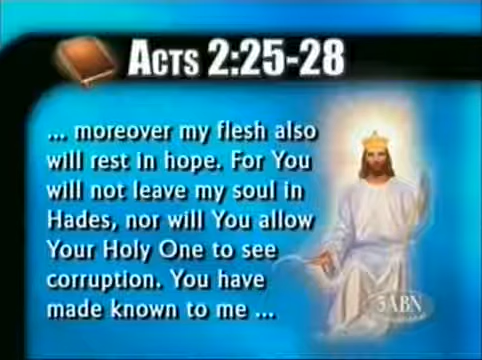 Acts 2:25-28
... moreover my flesh also
will rest in hope. For You
will not leave my soul in
Hades, nor will You allow
Your Holy One to see
corruption. You have
made known to me ...
3ABN